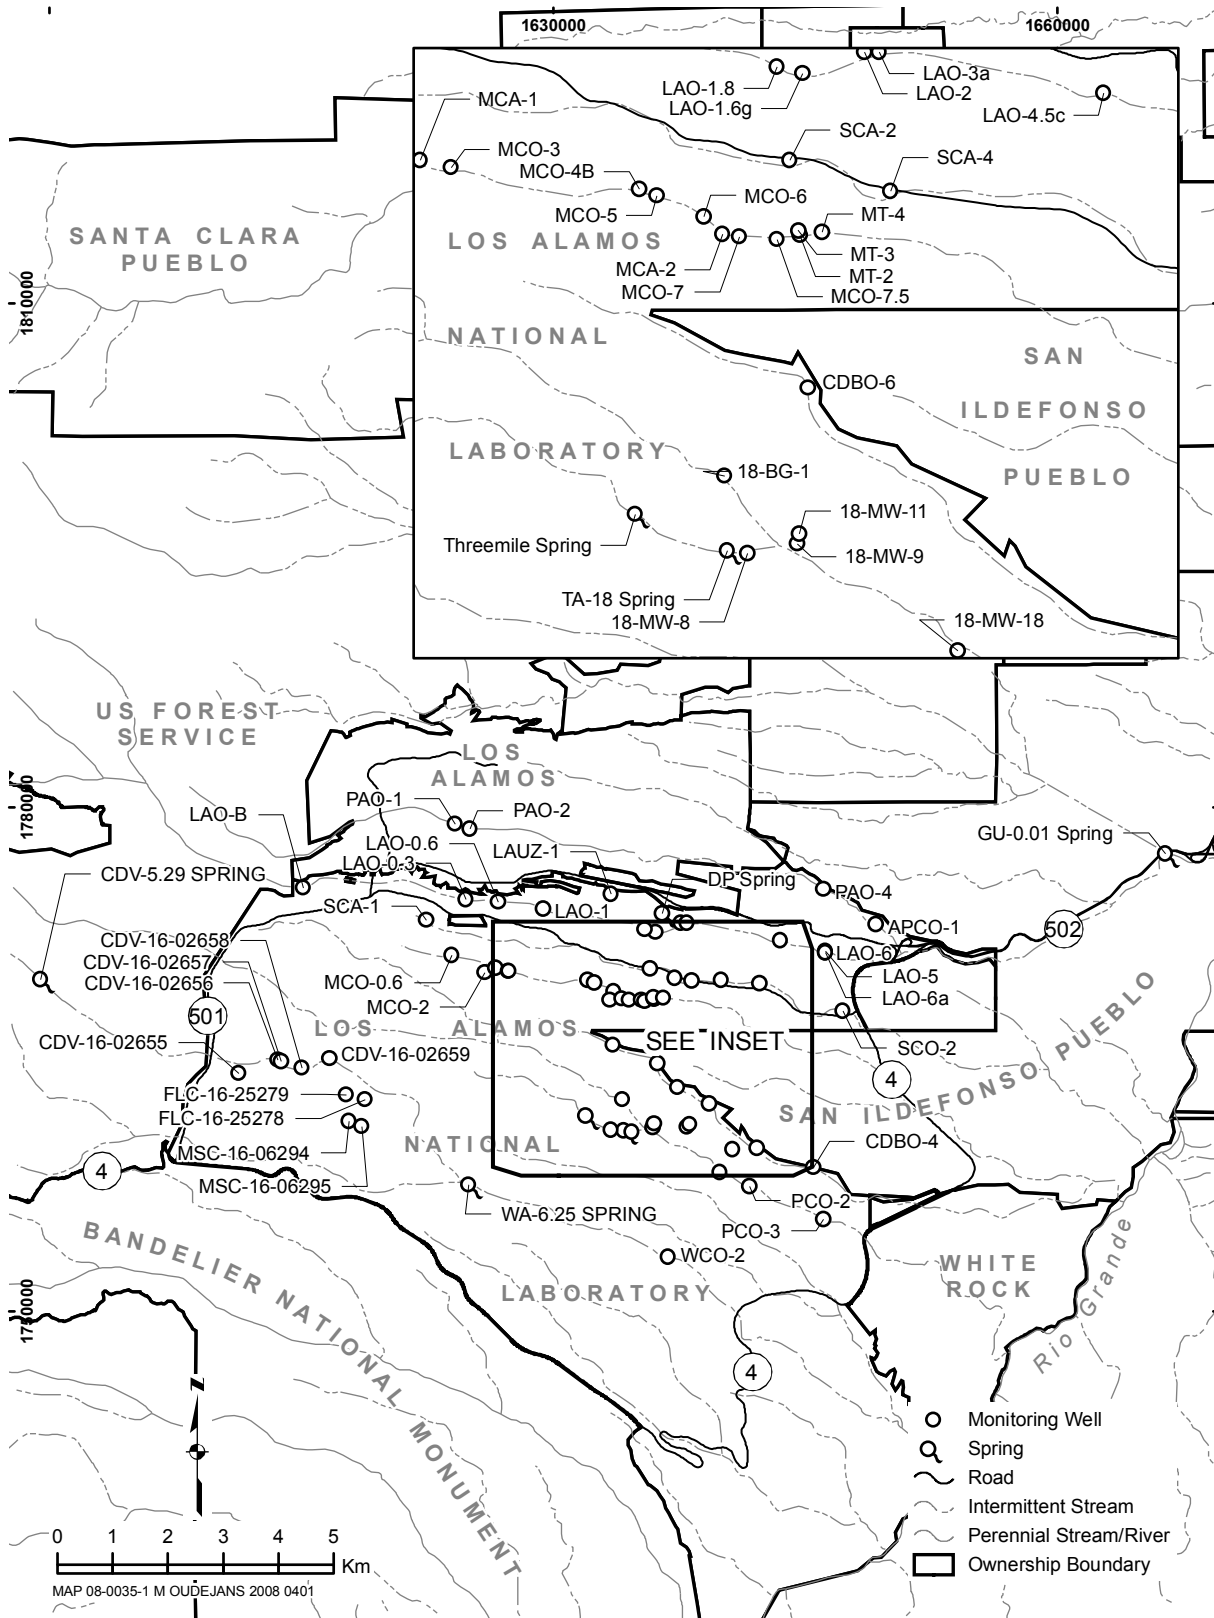 1630000
1660000
LAO-3a
LAO-1.8
LAO-2
LAO-1.6g
LAO-4.5c
MCA-1
SCA-2
MCO-3
SCA-4
MCO-4B
MCO-6
MCO-5
MT-4
SANTA CLARA
PUEBLO
LOS ALAMOS
MT-3
MCA-2
MT-2
MCO-7
MCO-7.5
1810000
NATIONAL
SAN
CDBO-6
ILDEFONSO
LABORATORY
18-BG-1
PUEBLO
18-MW-11
Threemile Spring
18-MW-9
TA-18 Spring
18-MW-8
18-MW-18
US FOREST
SERVICE
LOS
ALAMOS
1780000
PAO-1
PAO-2
LAO-B
GU-0.01 Spring
LAO-0.6
LAUZ-1
LAO-0.3
CDV-5.29 SPRING
DP Spring
PAO-4
SCA-1
LAO-1
APCO-1
502
CDV-16-02658
LAO-6
CDV-16-02657
LAO-5
CDV-16-02656
MCO-0.6
LAO-6a
MCO-2
501
LOS ALAMOS
SEE INSET
CDV-16-02655
SCO-2
CDV-16-02659
4
FLC-16-25279
FLC-16-25278
SAN ILDEFONSO PUEBLO
NATIONAL
CDBO-4
MSC-16-06294
4
MSC-16-06295
PCO-2
WA-6.25 SPRING
PCO-3
WCO-2
WHITE
ROCK
LABORATORY
Rio Grande
1750000
BANDELIER NATIONAL MONUMENT
4
N
Monitoring Well
Spring
Road
Intermittent Stream
Perennial Stream/River
Ownership Boundary
0 1 2 3 4 5
Km
MAP 08-0035-1 M OUDEJANS 2008 0401